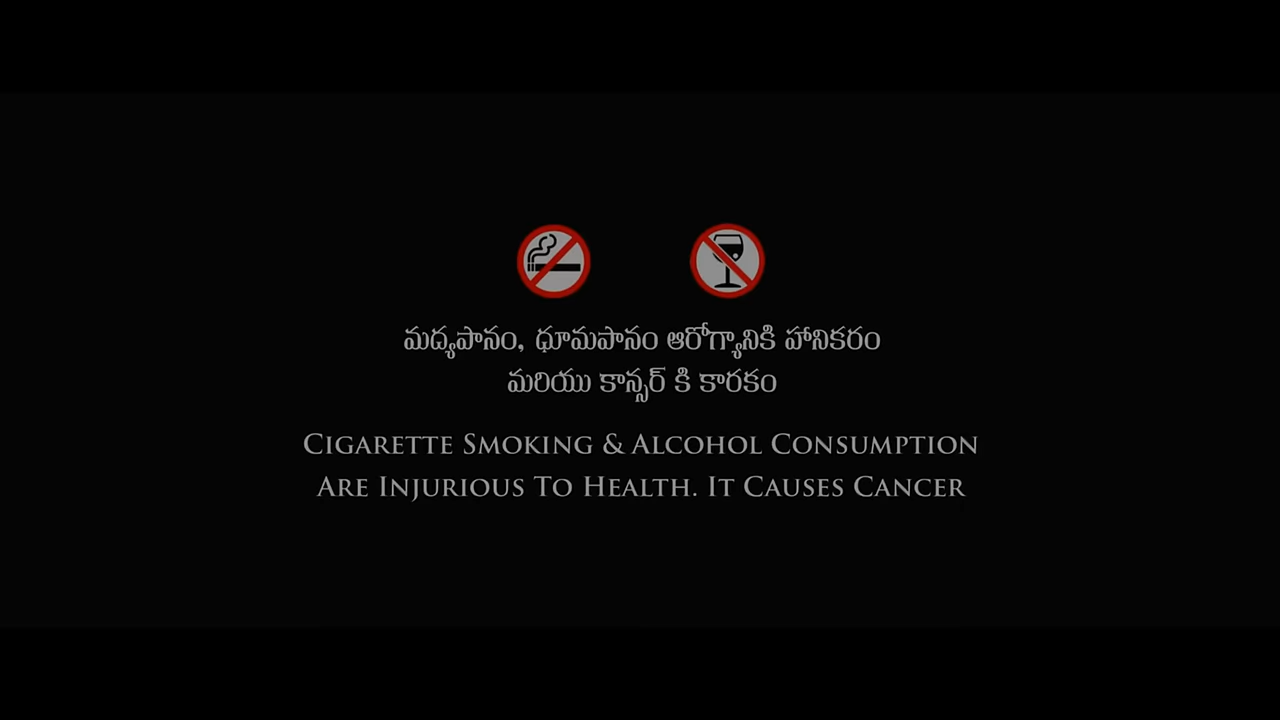 మద్యపానం, ధూమపానం ఆరోగ్యానికి హానికరం
మరియు కాన్సర్ కి కారకం
Cigarette Smoking & Alcohol Consumption
Are Injurious To Health. It Causes Cancer